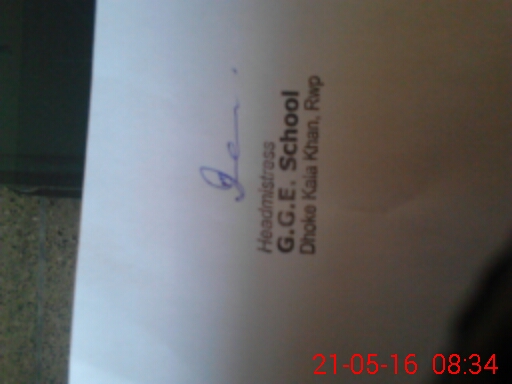 Headmistress
G.G.E. School
Dhoke Kala Khan, Rwp
21-05-16 08:34